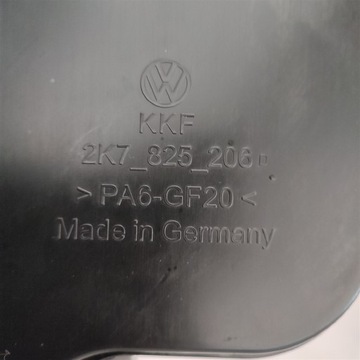 KKF
2K7_825_206
> PA6-GF20 <
Made in Germany